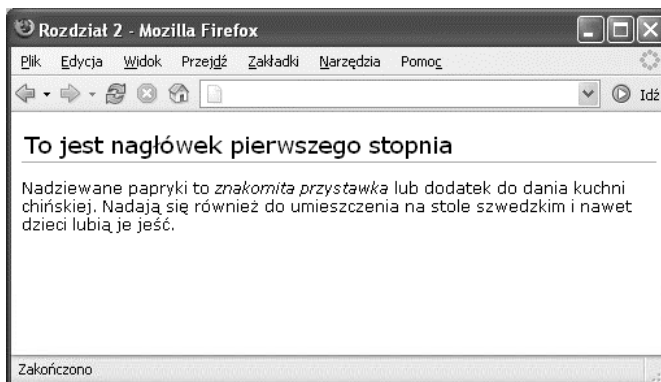 Rozdział 2 - Mozilla Firefox
Plik Edycja Widok Przejdź Zakładki Narzędzia Pomoc
Idź
To jest nagłówek pierwszego stopnia
Nadziewane papryki to znakomita przystawka lub dodatek do dania kuchni
chińskiej. Nadają się również do umieszczenia na stole szwedzkim i nawet
dzieci lubią je jeść.
Zakończono